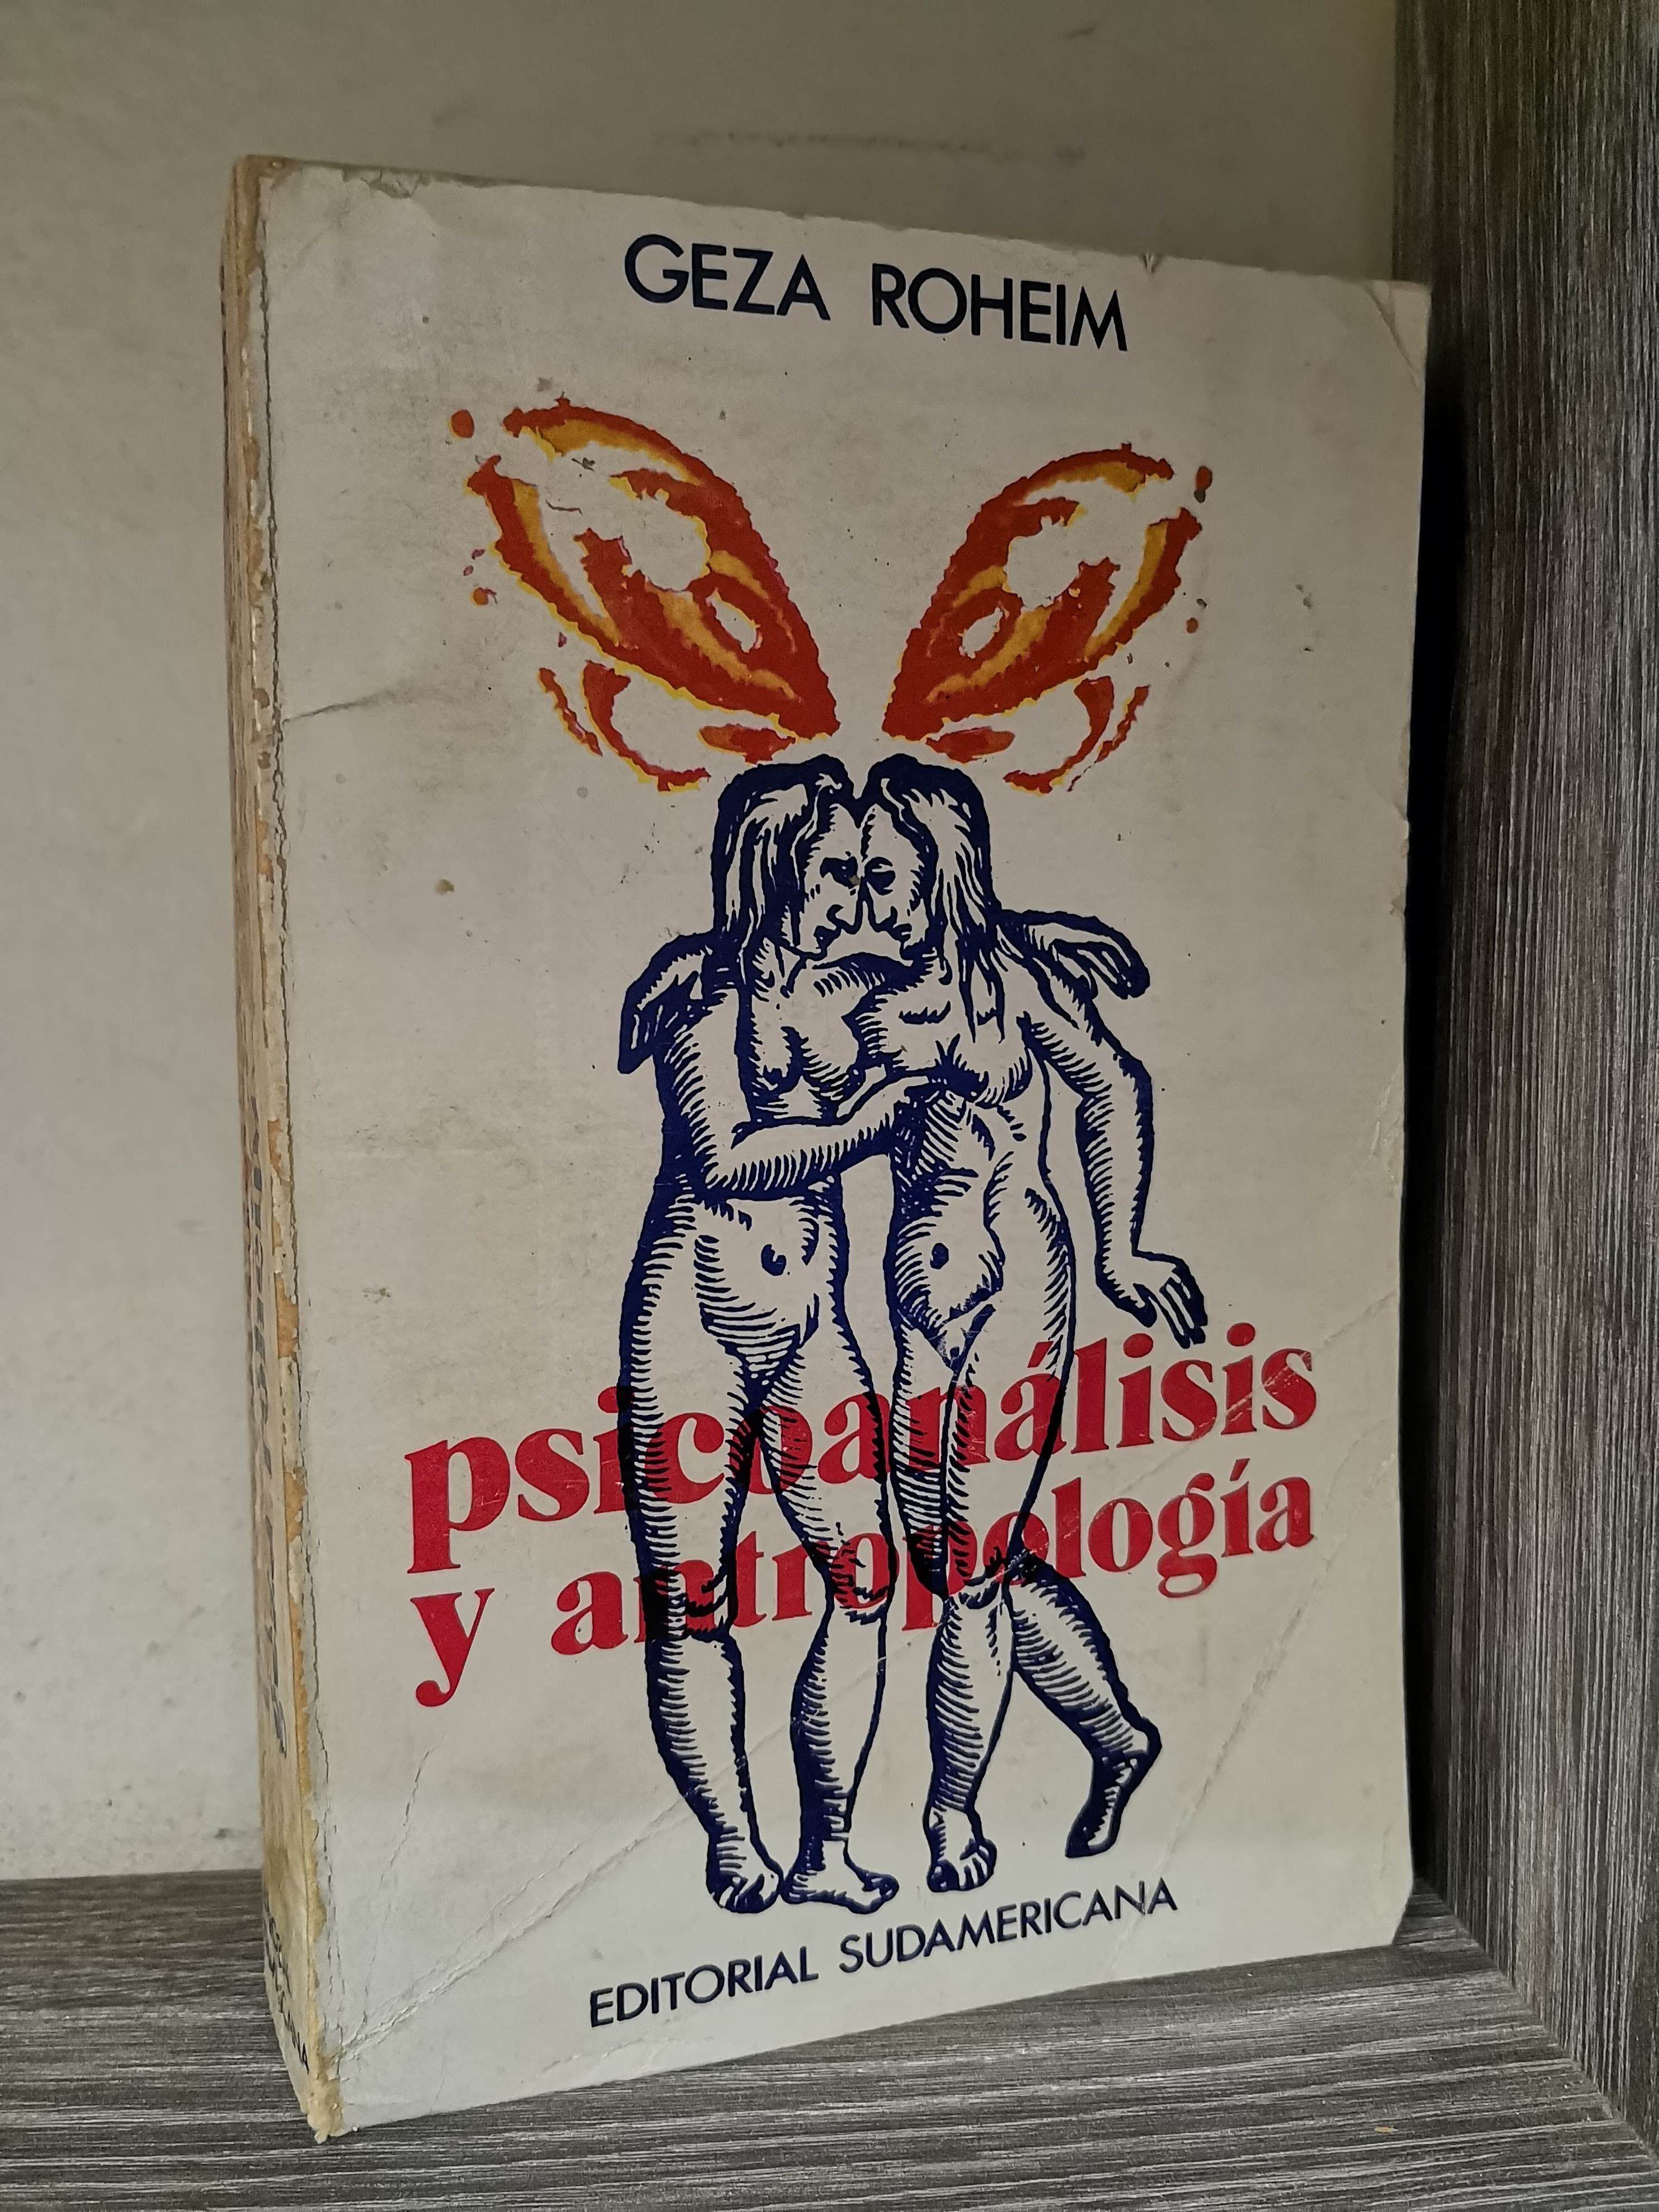 GEZA ROHEIM
psicoanálisis
y antropología
EDITORIAL SUDAMERICANA